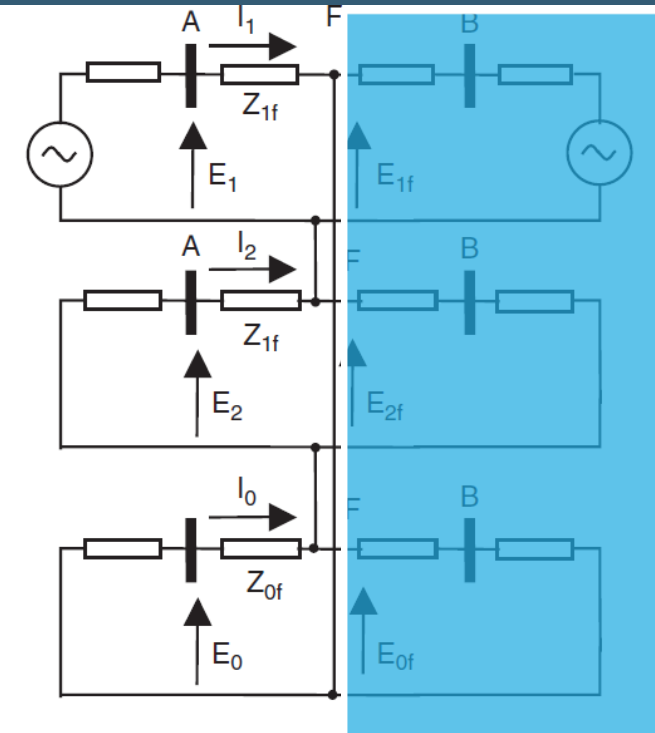 A I₁ F B
Z₁f
E₁ E₁f
A I₂ F B
Z₁f
E₂ E₂f
A I₀ F B
Z₀f
E₀ E₀f